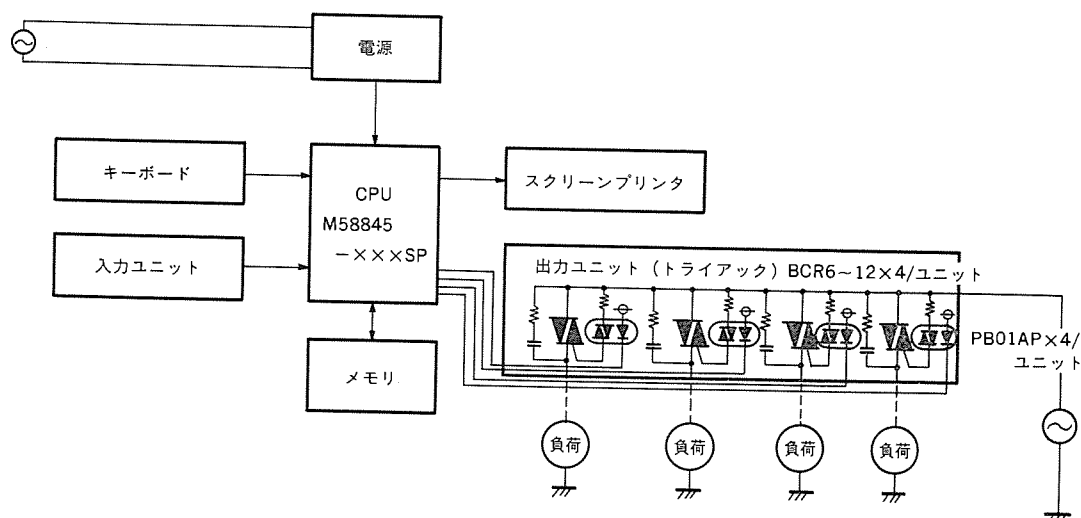 電源
キーボード
CPU
M58845
-×××SP
スクリーンプリンタ
入力ユニット
出力ユニット (トライアック) BCR6~12×4/ユニット
PB01AP×4/
ユニット
メモリ
負荷
負荷
負荷
負荷